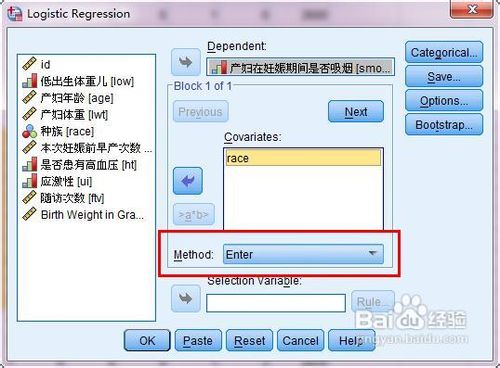 Logistic Regression
id
低出生体重儿 [low]
产妇年龄 [age]
产妇体重 [lwt]
种族 [race]
本次妊娠前早产次数 ...
是否患有高血压 [ht]
应激性 [ui]
随访次数 [ftv]
Birth Weight in Gra...
Dependent:
产妇在妊娠期间是否吸烟 [smo...
Block 1 of 1
Previous
Next
Covariates:
race
>a*b>
Method:
Enter
Selection Variable:
Rule...
Categorical...
Save...
Options...
Bootstrap...
OK
Paste
Reset
Cancel
Help
Baidu 经验
jingyan.baidu.com